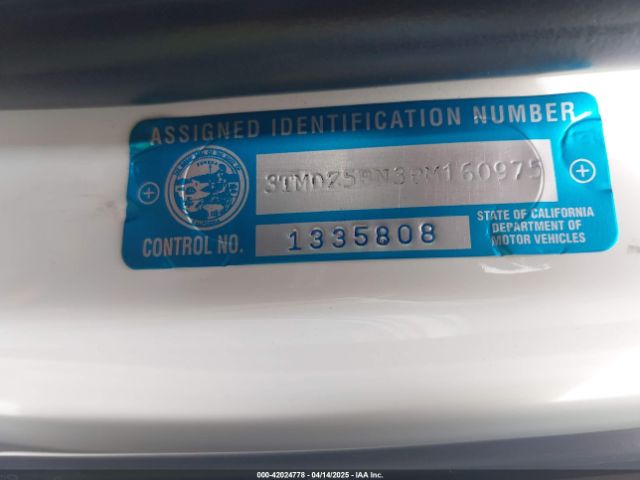 ASSIGNED IDENTIFICATION NUMBER
3TMDZ5BN3PM160975
CONTROL NO. 1335808
STATE OF CALIFORNIA
DEPARTMENT OF
MOTOR VEHICLES
000-42024778 - 04/14/2025 - IAA Inc.